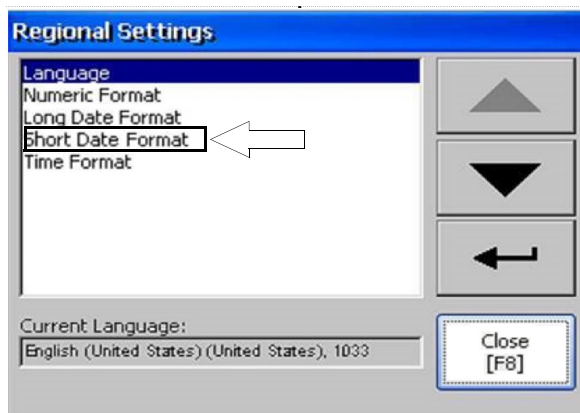 Regional Settings
Language
Numeric Format
Long Date Format
Short Date Format
Time Format
Current Language:
English (United States) (United States), 1033
Close
[F8]